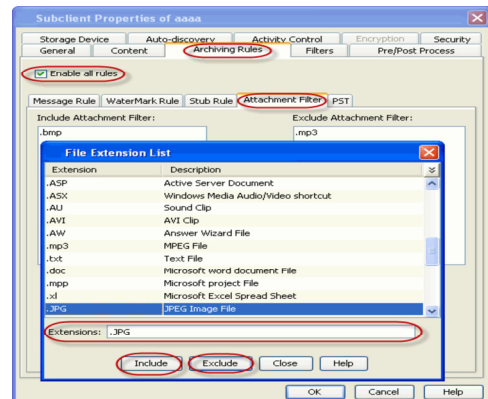 Subclient Properties of aaaa
Storage Device Auto-discovery Activity Control Encryption Security
General Content Archiving Rules Filters Pre/Post Process
Enable all rules
Message Rule WaterMark Rule Stub Rule Attachment Filter PST
Include Attachment Filter: Exclude Attachment Filter:
.bmp .mp3
File Extension List
Extension Description
.ASP Active Server Document
.ASX Windows Media Audio/Video shortcut
.AU Sound Clip
.AVI AVI Clip
.AW Answer Wizard File
.mp3 MPEG File
.txt Text File
.doc Microsoft word document File
.mpp Microsoft project File
.xl Microsoft Excel Spread Sheet
.JPG JPEG Image File
Extensions: .JPG
Include Exclude Close Help
OK Cancel Help